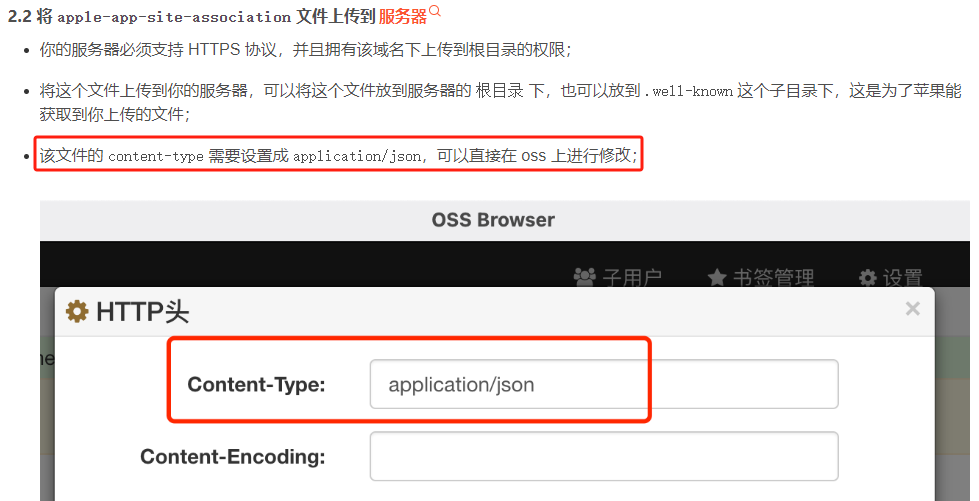 2.2 将 apple-app-site-association 文件上传到 服务器
你的服务器必须支持 HTTPS 协议，并且拥有该域名下上传到根目录的权限；
将这个文件上传到你的服务器，可以将这个文件放到服务器的 根目录 下，也可以放到 .well-known 这个子目录下，这是为了苹果能
获取到你上传的文件；
该文件的 content-type 需要设置成 application/json，可以直接在 oss 上进行修改；
OSS Browser
子用户 书签管理 设置
HTTP头 ×
Content-Type: application/json
Content-Encoding: